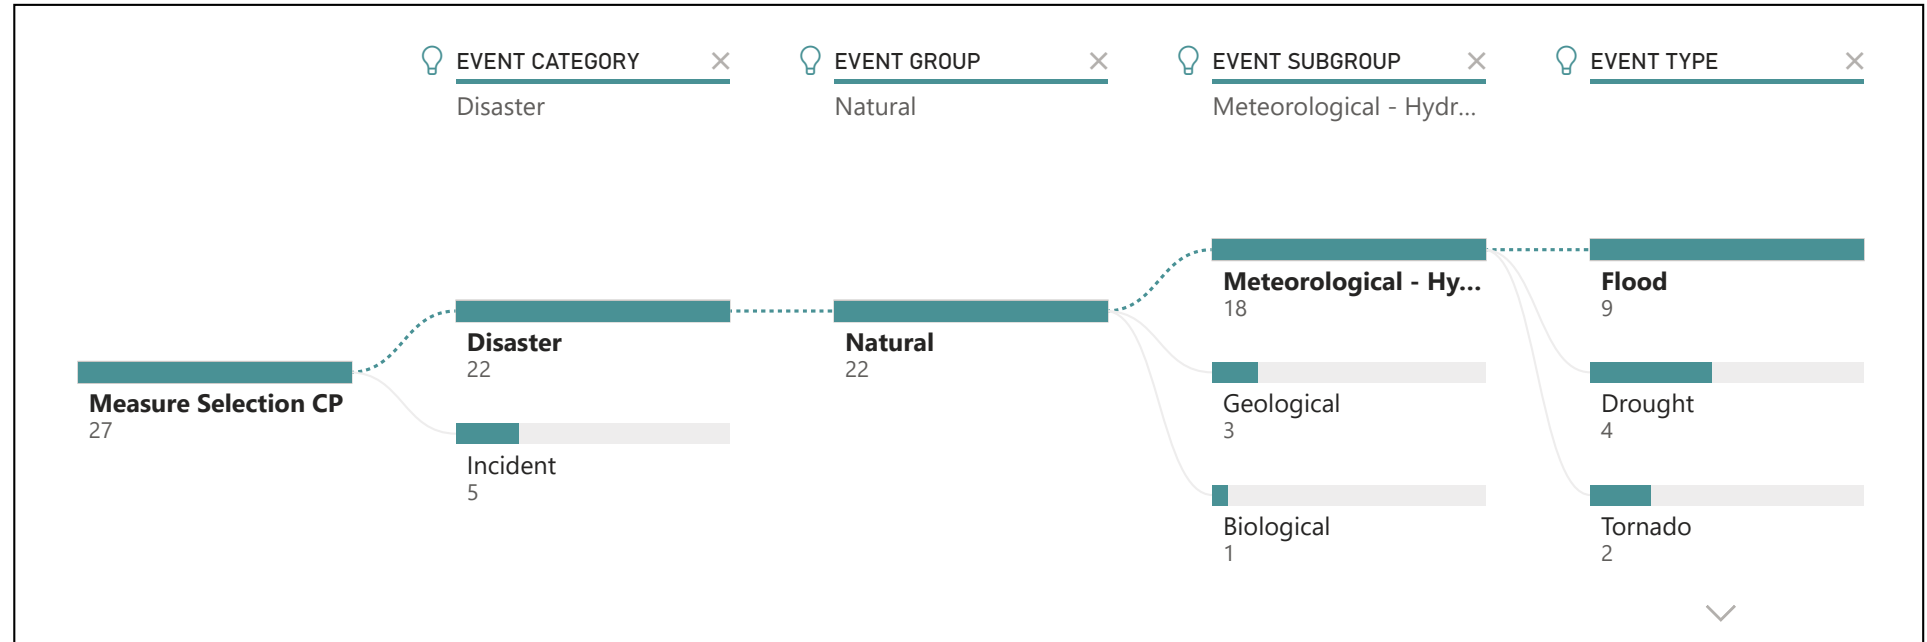 EVENT CATEGORY
Disaster
EVENT GROUP
Natural
EVENT SUBGROUP
Meteorological - Hydr...
EVENT TYPE
Measure Selection CP
27
Disaster
22
Incident
5
Natural
22
Meteorological - Hy...
18
Geological
3
Biological
1
Flood
9
Drought
4
Tornado
2